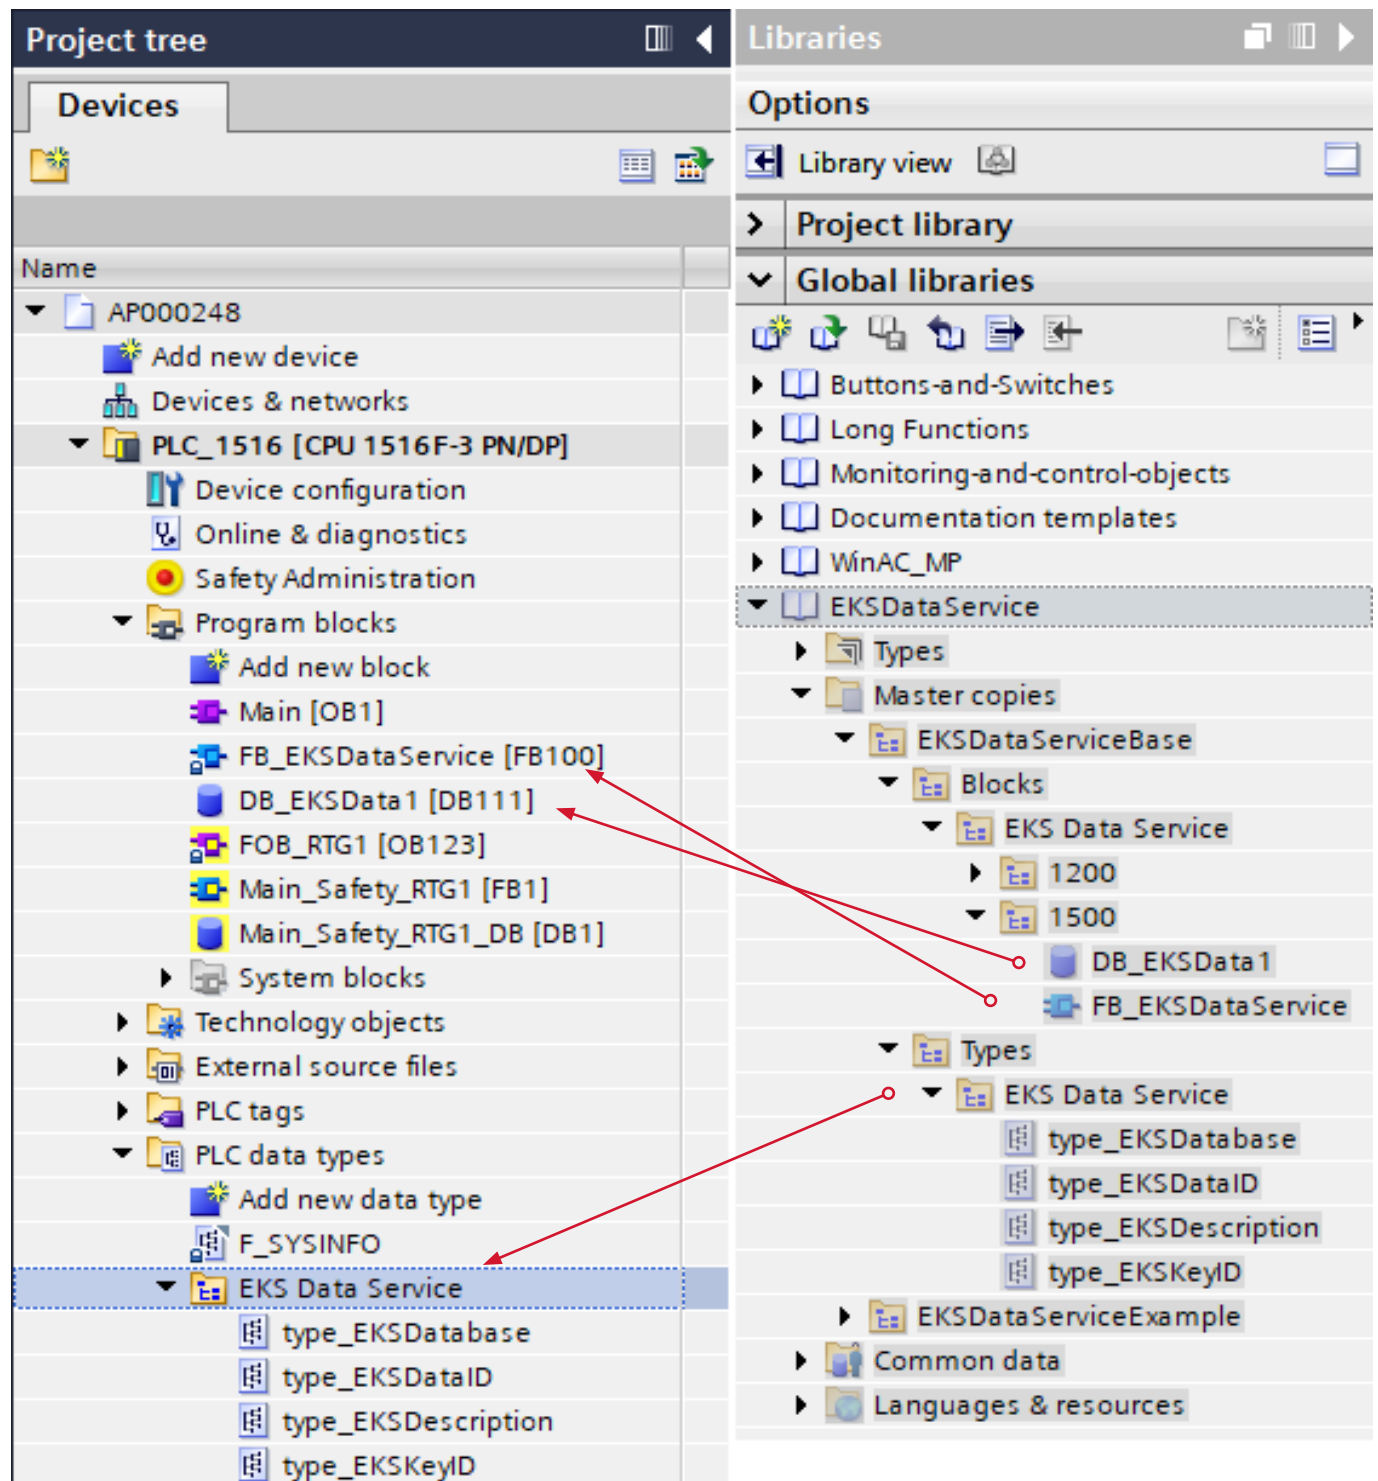 Project tree
Devices
Name
AP000248
Add new device
Devices & networks
PLC_1516 [CPU 1516F-3 PN/DP]
Device configuration
Online & diagnostics
Safety Administration
Program blocks
Add new block
Main [OB1]
FB_EKSDataService [FB100]
DB_EKSData1 [DB111]
FOB_RTG1 [OB123]
Main_Safety_RTG1 [FB1]
Main_Safety_RTG1_DB [DB1]
System blocks
Technology objects
External source files
PLC tags
PLC data types
Add new data type
F_SYSINFO
EKS Data Service
type_EKSDatabase
type_EKSDataID
type_EKSDescription
type_EKSKeyID
Libraries
Options
Library view
Project library
Global libraries
Buttons-and-Switches
Long Functions
Monitoring-and-control-objects
Documentation templates
WinAC_MP
EKSDataService
Types
Master copies
EKSDataServiceBase
Blocks
EKS Data Service
1200
1500
DB_EKSData1
FB_EKSDataService
Types
EKS Data Service
type_EKSDatabase
type_EKSDataID
type_EKSDescription
type_EKSKeyID
EKSDataServiceExample
Common data
Languages & resources